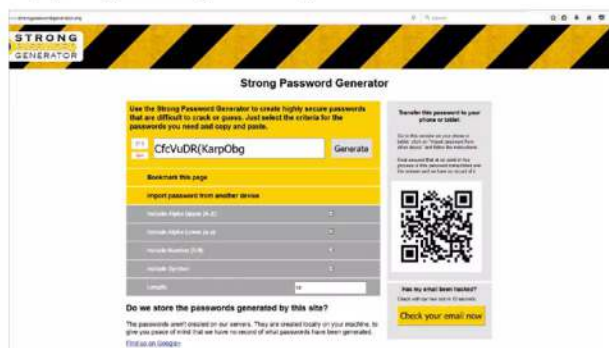 STRONG
GENERATOR
Strong Password Generator
Use the Strong Password Generator to create highly secure passwords
that are difficult to crack or guess. Just select the criteria for the
passwords you need and copy and paste.
CfcVuDR(KarpObg
Generate
Bookmark this page
Import password from another device
Include Alpha Upper (A-Z)
Include Alpha Lower (a-z)
Include Number (0-9)
Include Symbol
Length
Do we store the passwords generated by this site?
The passwords aren't created on our servers. They are created locally on your machine, to
give you peace of mind that we have no record of what passwords have been generated.
Find us on Google+
Transfer this password to your
phone or tablet
Has my email been hacked?
Check your email now